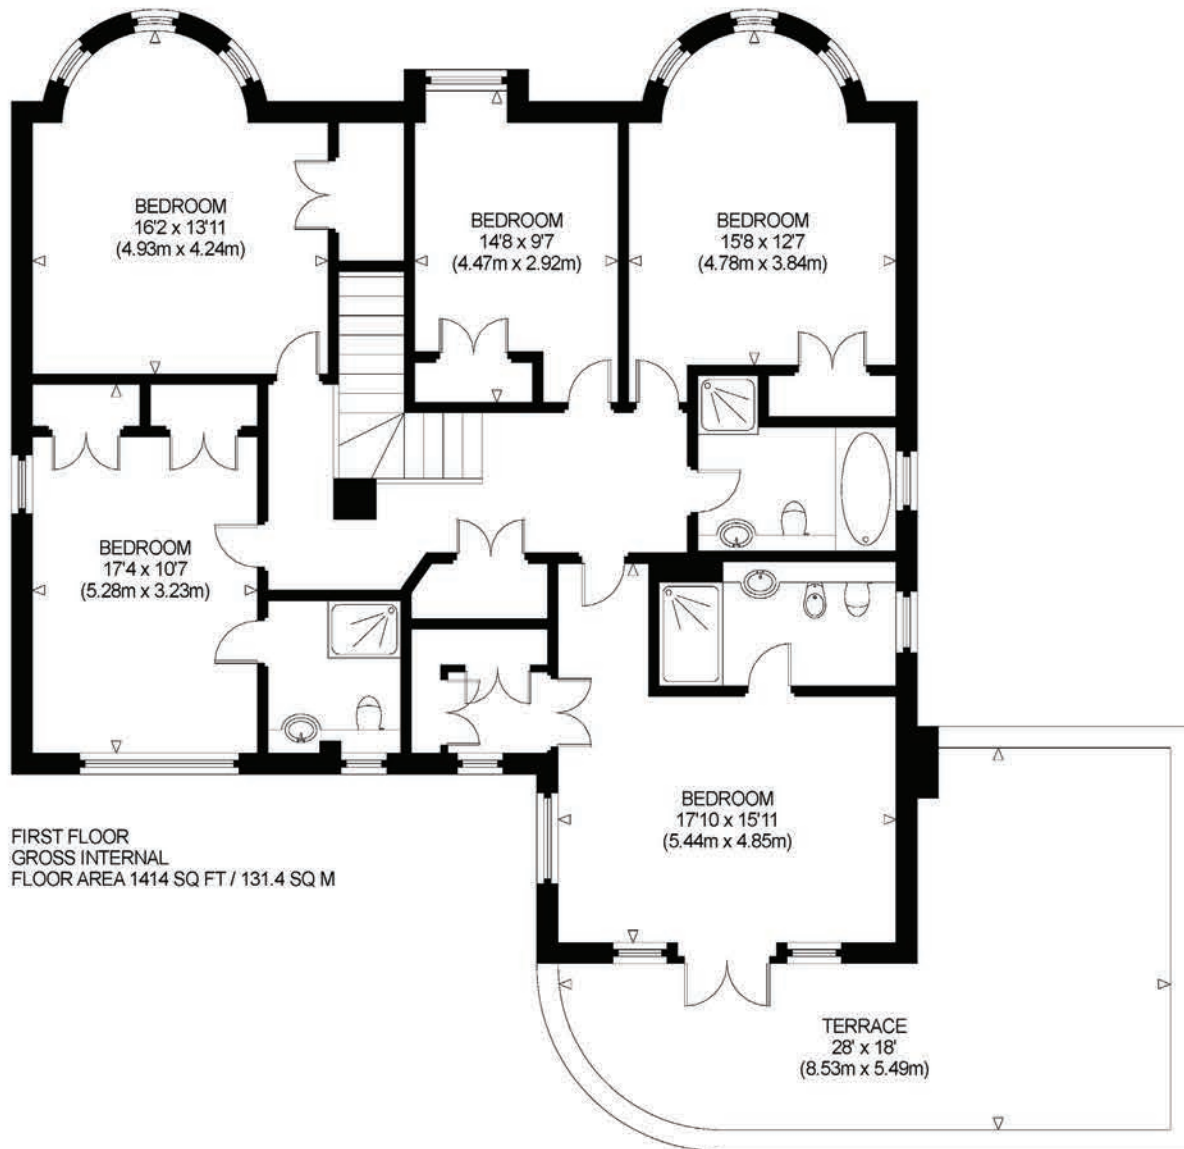 BEDROOM
16'2 x 13'11
(4.93m x 4.24m)
BEDROOM
14'8 x 9'7
(4.47m x 2.92m)
BEDROOM
15'8 x 12'7
(4.78m x 3.84m)
BEDROOM
17'4 x 10'7
(5.28m x 3.23m)
BEDROOM
17'10 x 15'11
(5.44m x 4.85m)
FIRST FLOOR
GROSS INTERNAL
FLOOR AREA 1414 SQ FT / 131.4 SQ M
TERRACE
28' x 18'
(8.53m x 5.49m)